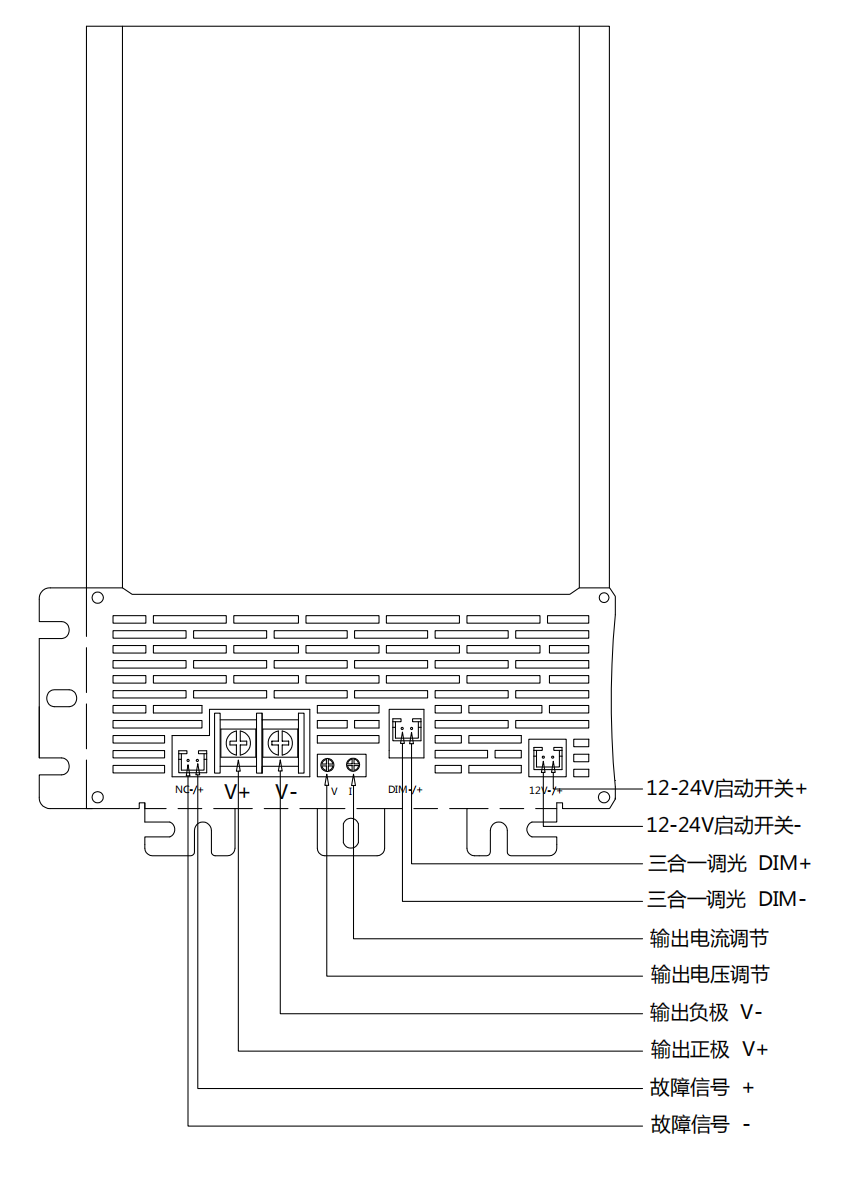 NC-/+
V+
V-
V
I
DIM-/+
12V-/+
12-24V启动开关+
12-24V启动开关-
三合一调光 DIM+
三合一调光 DIM-
输出电流调节
输出电压调节
输出负极 V-
输出正极 V+
故障信号 +
故障信号 -